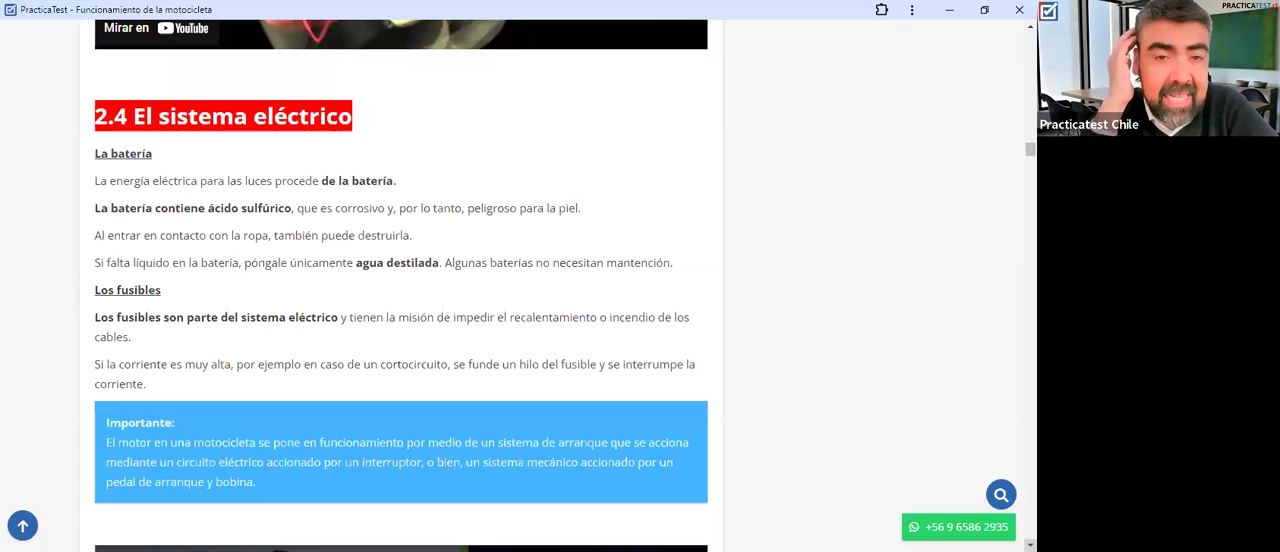 PracticaTest - Funcionamiento de la motocicleta
Mirar en YouTube
PRACTICATEST
Practicatest Chile
2.4 El sistema eléctrico
La batería
La energía eléctrica para las luces procede de la batería.
La batería contiene ácido sulfúrico, que es corrosivo y, por lo tanto, peligroso para la piel.
Al entrar en contacto con la ropa, también puede destruirla.
Si falta líquido en la batería, póngale únicamente agua destilada. Algunas baterías no necesitan mantención.
Los fusibles
Los fusibles son parte del sistema eléctrico y tienen la misión de impedir el recalentamiento o incendio de los
cables.
Si la corriente es muy alta, por ejemplo en caso de un cortocircuito, se funde un hilo del fusible y se interrumpe la
corriente.
Importante:
El motor en una motocicleta se pone en funcionamiento por medio de un sistema de arranque que se acciona
mediante un circuito eléctrico accionado por un interruptor, o bien, un sistema mecánico accionado por un
pedal de arranque y bobina.
+56 9 6586 2935